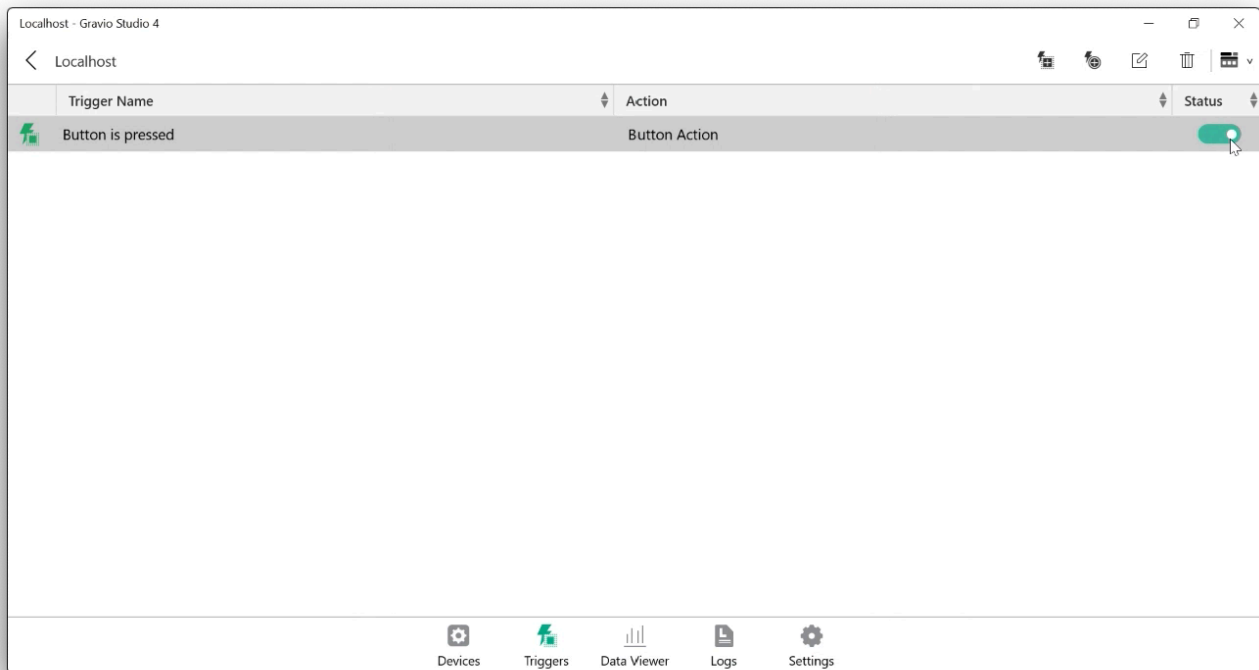 Localhost - Gravio Studio 4
Localhost
Trigger Name Action Status
Button is pressed Button Action
Devices Triggers Data Viewer Logs Settings